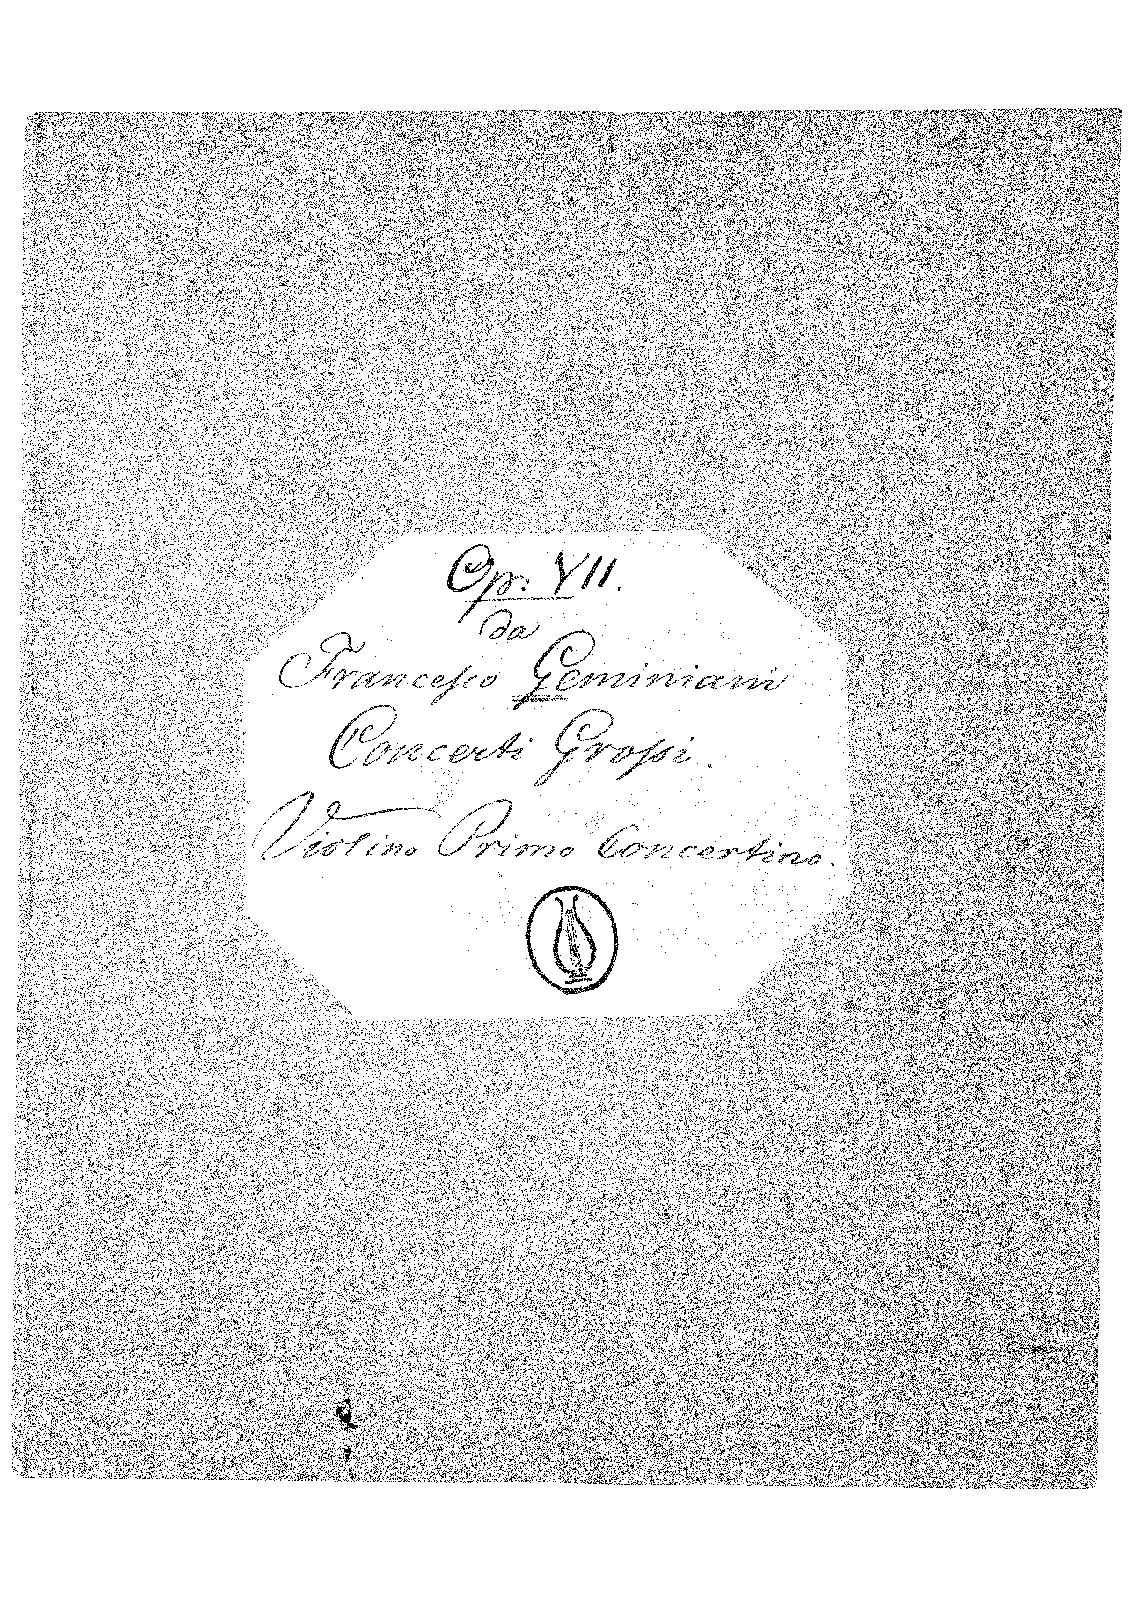 Op: VII.
da
Francesco Geminiani
Concerti Grossi.
Violino Primo Concertino.